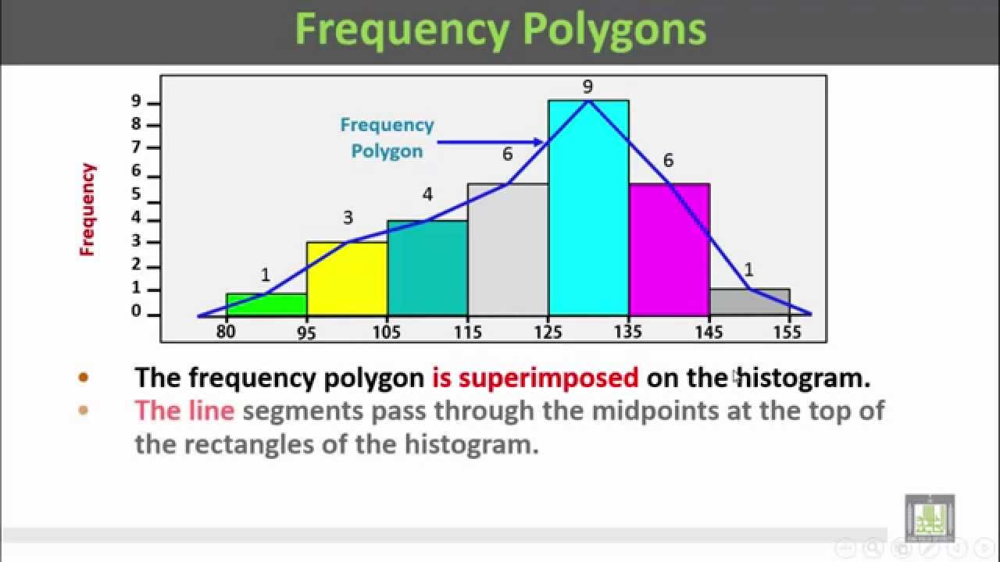 Frequency Polygons
9
8
7
6
5
4
3
2
1
0
Frequency
Frequency
Polygon
1
3
4
6
9
6
1
80 95 105 115 125 135 145 155
• The frequency polygon is superimposed on the histogram.
• The line segments pass through the midpoints at the top of
the rectangles of the histogram.